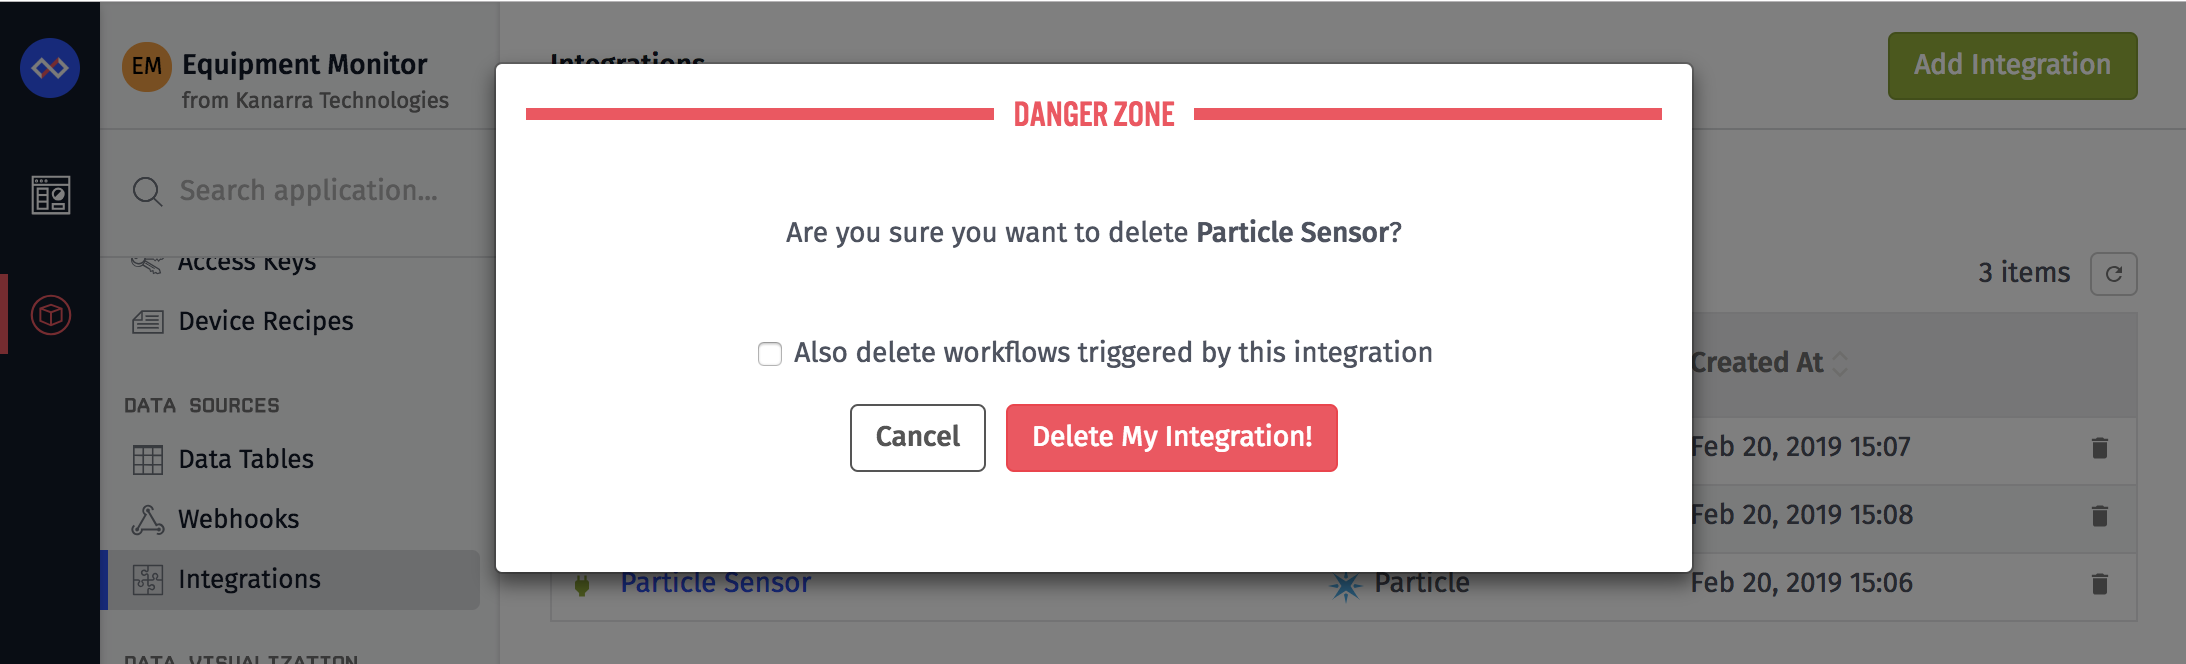 EM
Equipment Monitor
from Kanarra Technologies
Search application...
Access Keys
Device Recipes
DATA SOURCES
Data Tables
Webhooks
Integrations
DATA VISUALIZATION
Integrations
Add Integration
DANGER ZONE
Are you sure you want to delete Particle Sensor?
Also delete workflows triggered by this integration
Cancel
Delete My Integration!
3 items
Created At
Feb 20, 2019 15:07
Feb 20, 2019 15:08
Particle Sensor
Particle
Feb 20, 2019 15:06